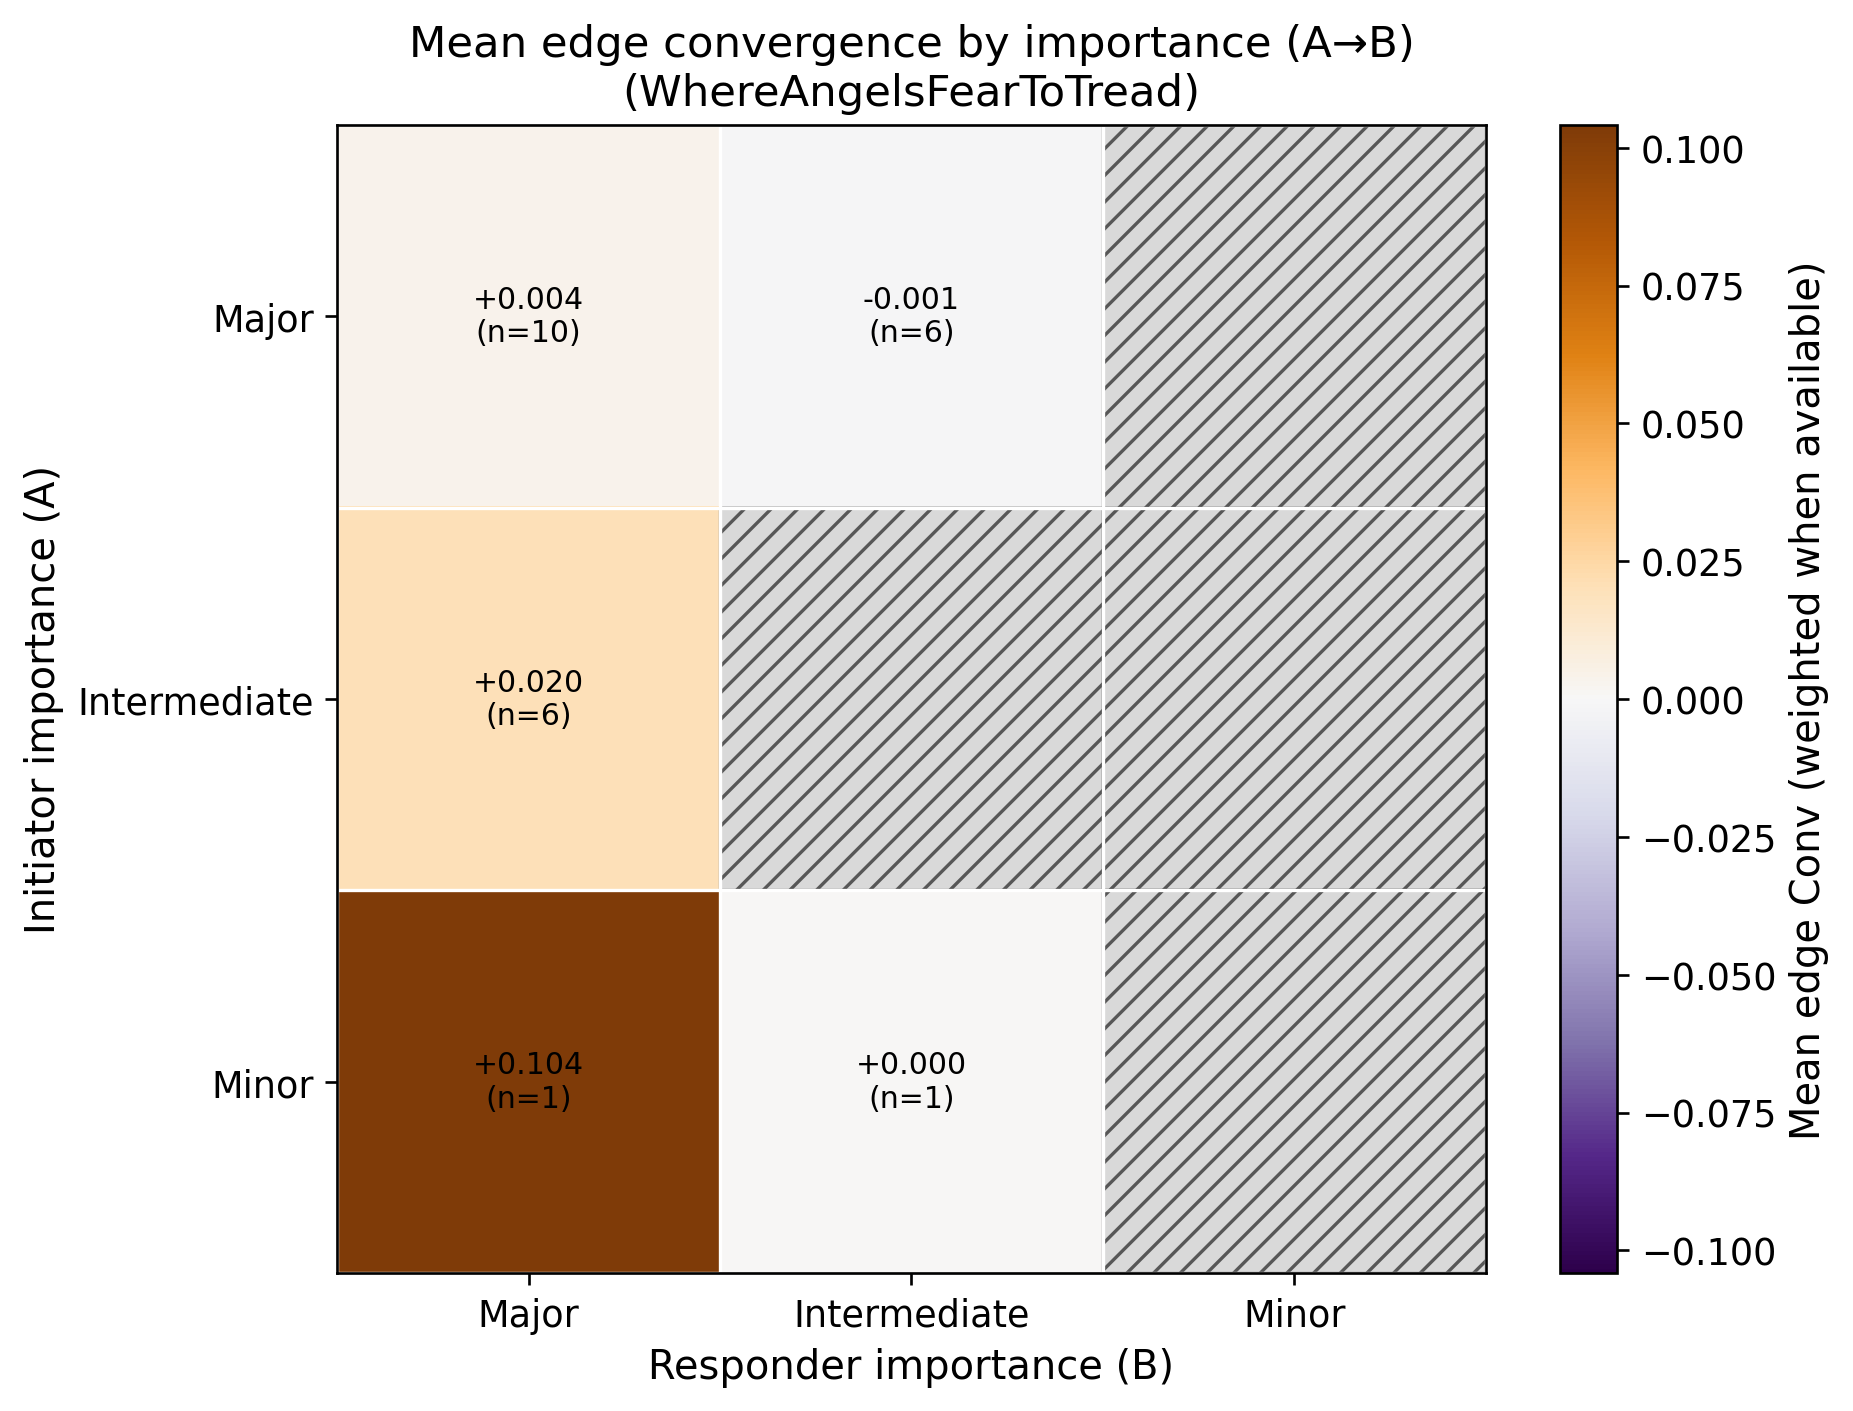 Mean edge convergence by importance (A→B)
(WhereAngelsFearToTread)
Initiator importance (A)
Major
Intermediate
Minor
+0.004
(n=10)
-0.001
(n=6)
+0.020
(n=6)
+0.104
(n=1)
+0.000
(n=1)
Major
Intermediate
Minor
Responder importance (B)
0.100
0.075
0.050
0.025
0.000
−0.025
−0.050
−0.075
−0.100
Mean edge Conv (weighted when available)